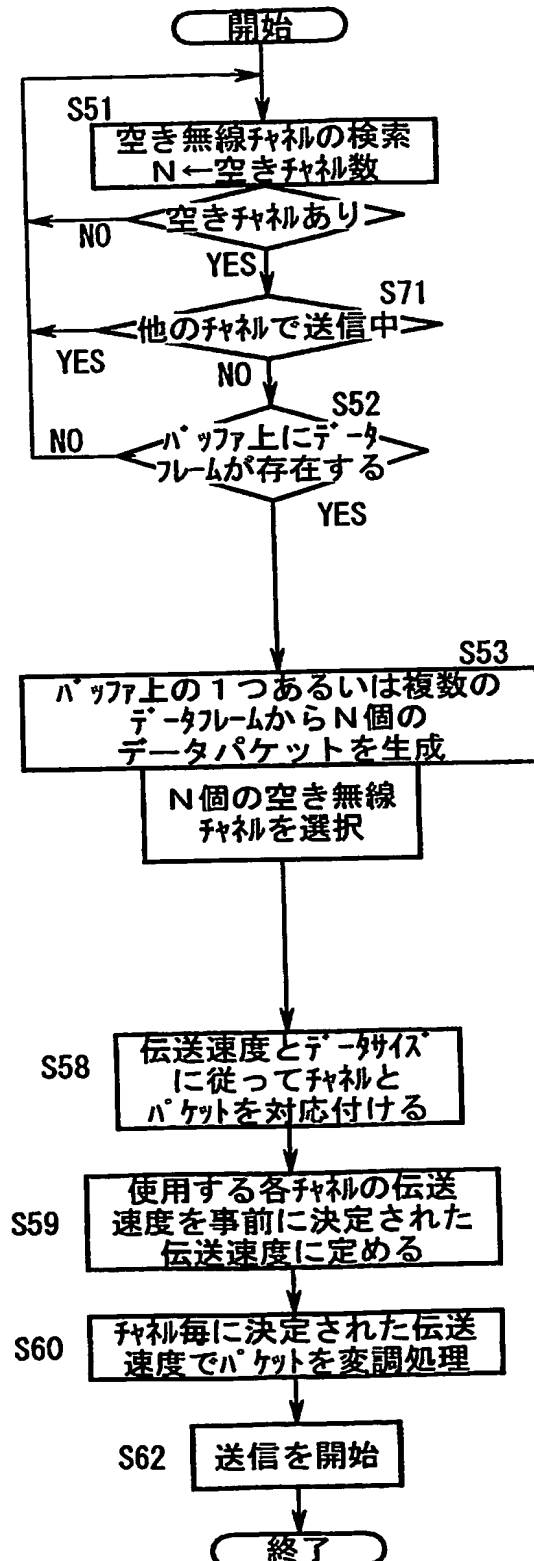 開始
S51
空き無線ﾁｬﾈﾙの検索
N←空きﾁｬﾈﾙ数
空きﾁｬﾈﾙあり
NO
YES
S71
他のﾁｬﾈﾙで送信中
YES
NO
S52
ﾊﾞｯﾌｧ上にﾃﾞｰﾀ
ﾌﾚｰﾑが存在する
NO
YES
S53
ﾊﾞｯﾌｧ上の1つあるいは複数の
ﾃﾞｰﾀﾌﾚｰﾑからN個の
データパケットを生成
N個の空き無線
ﾁｬﾈﾙを選択
S58
伝送速度とﾃﾞｰﾀｻｲｽﾞ
に従ってﾁｬﾈﾙと
ﾊﾟｹｯﾄを対応付ける
S59
使用する各ﾁｬﾈﾙの伝送
速度を事前に決定された
伝送速度に定める
S60
ﾁｬﾈﾙ毎に決定された伝送
速度でﾊﾟｹｯﾄを変調処理
S62
送信を開始
終了